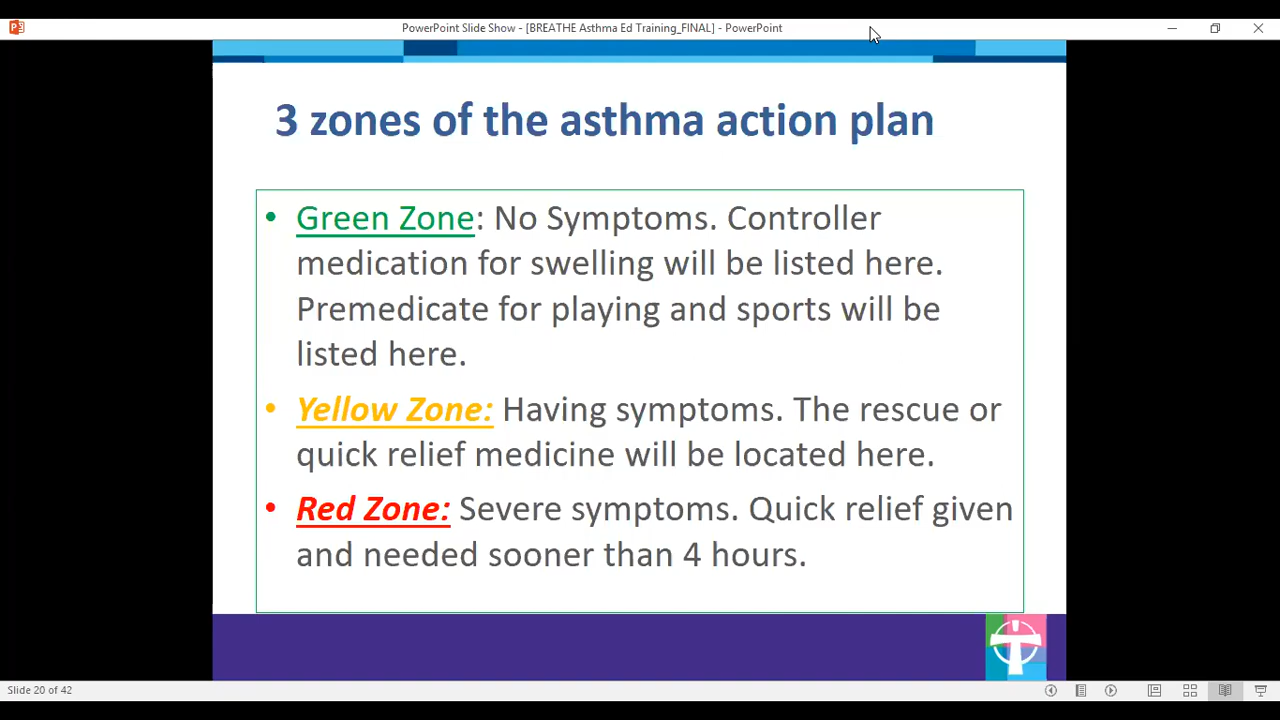 PowerPoint Slide Show - [BREATHE Asthma Ed Training_FINAL] - PowerPoint
3 zones of the asthma action plan
• Green Zone: No Symptoms. Controller
medication for swelling will be listed here.
Premedicate for playing and sports will be
listed here.
• Yellow Zone: Having symptoms. The rescue or
quick relief medicine will be located here.
• Red Zone: Severe symptoms. Quick relief given
and needed sooner than 4 hours.
Slide 20 of 42